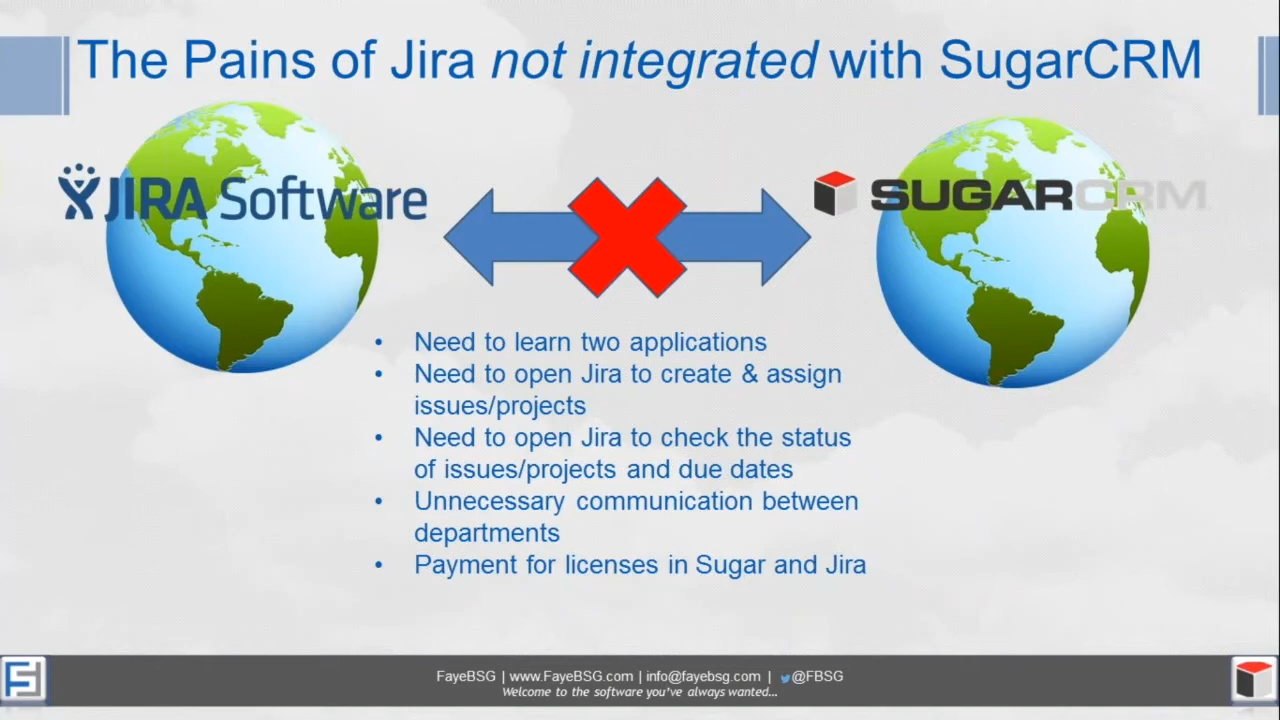 The Pains of Jira not integrated with SugarCRM
JIRA Software
SUGARCRM
• Need to learn two applications
• Need to open Jira to create & assign
issues/projects
• Need to open Jira to check the status
of issues/projects and due dates
• Unnecessary communication between
departments
• Payment for licenses in Sugar and Jira
FayeBSG | www.FayeBSG.com | info@fayebsg.com | @FBSG
Welcome to the software you've always wanted...